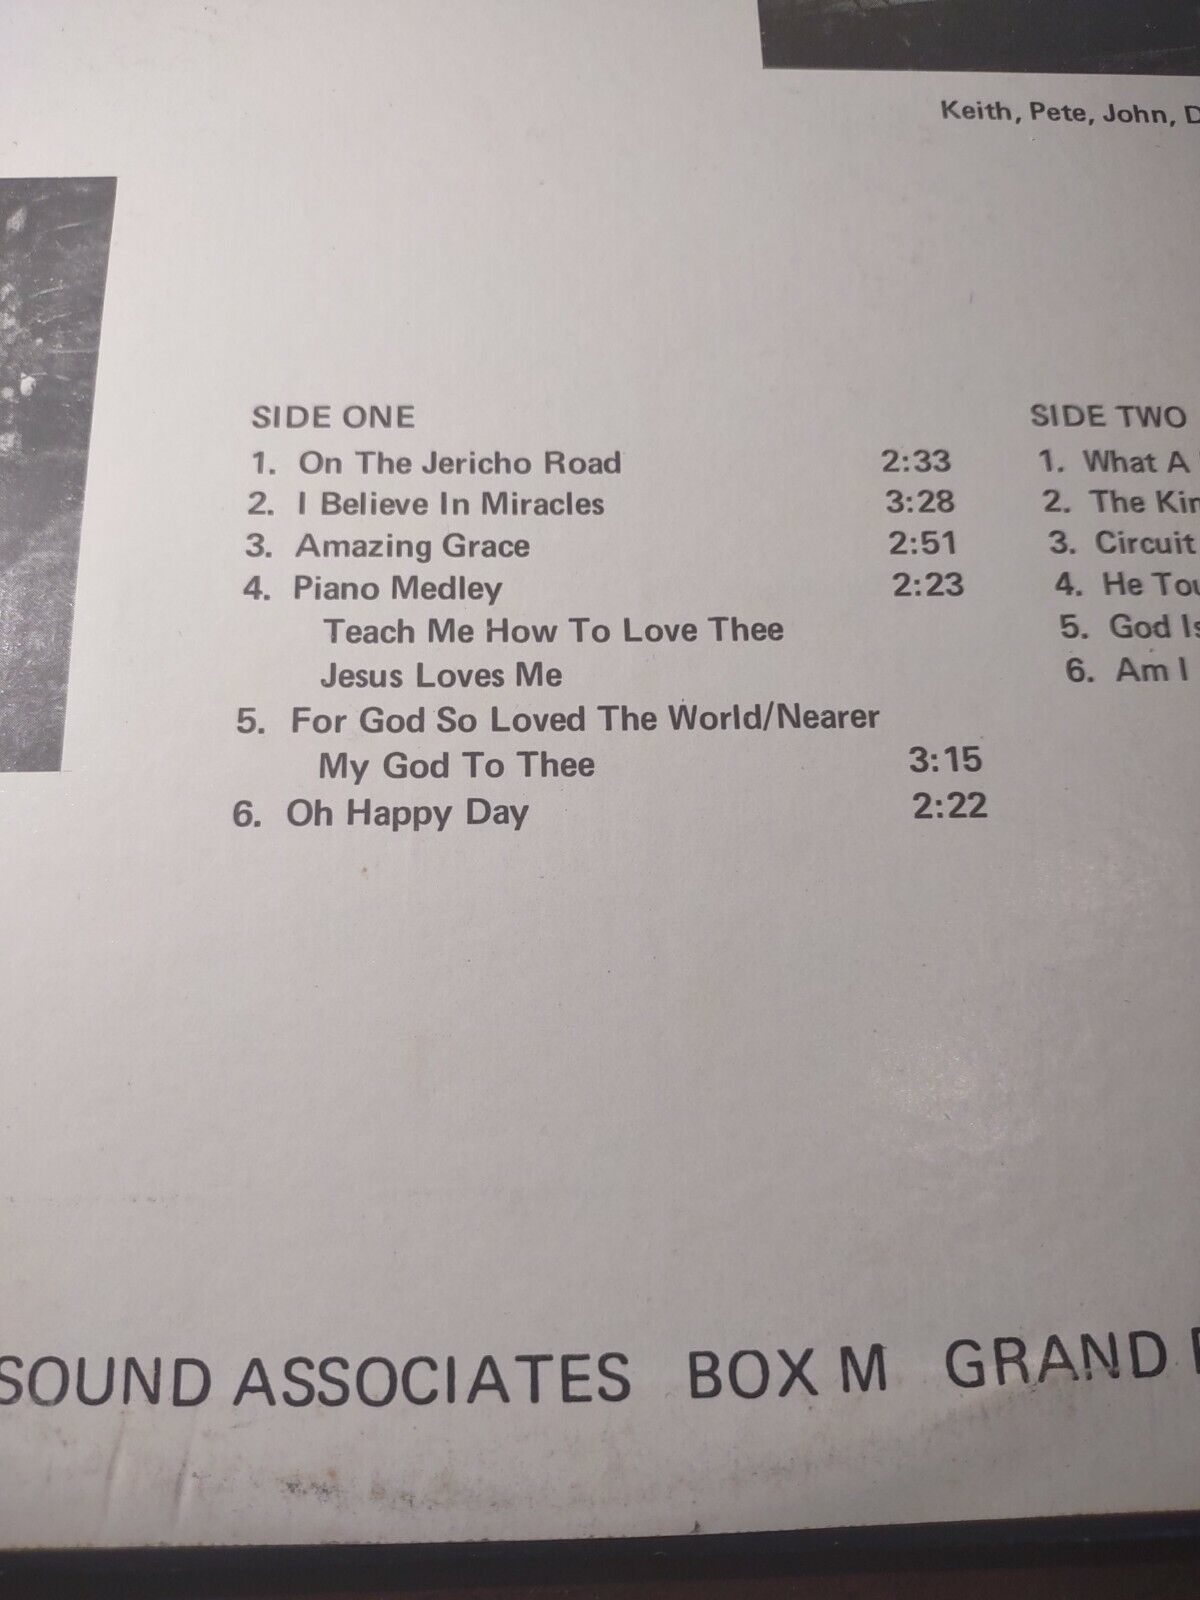 Keith, Pete, John,
SIDE ONE
1. On The Jericho Road 2:33
2. I Believe In Miracles 3:28
3. Amazing Grace 2:51
4. Piano Medley 2:23
Teach Me How To Love Thee
Jesus Loves Me
5. For God So Loved The World/Nearer
My God To Thee 3:15
6. Oh Happy Day 2:22
SIDE TWO
1. What A
2. The
3. Circuit
4. He
5. God
6. Am I
SOUND ASSOCIATES BOX M GRAND